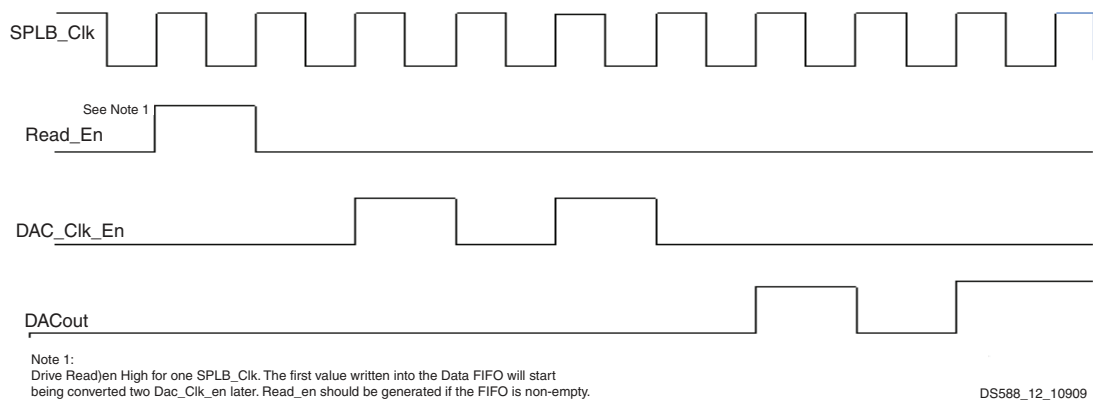 SPLB_Clk
See Note 1
Read_En
DAC_Clk_En
DACout
Note 1:
Drive Read)en High for one SPLB_Clk. The first value written into the Data FIFO will start
being converted two Dac_Clk_en later. Read_en should be generated if the FIFO is non-empty.
DS588_12_10909